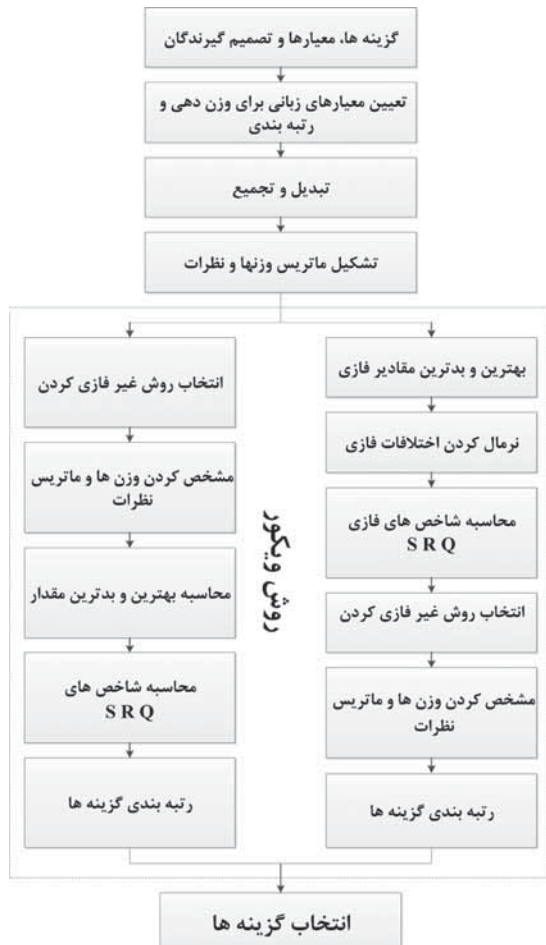 گزینه ها، معیارها و تصمیم گیرندگان
تعیین معیارهای زبانی برای وزن دهی و
رتبه بندی
تبدیل و تجمیع
تشکیل ماتریس وزنها و نظرات
بهترین و بدترین مقادیر فازی
نرمال کردن اختلافات فازی
محاسبه شاخص های فازی
S R Q
انتخاب روش غیر فازی کردن
مشخص کردن وزن ها و ماتریس
نظرات
رتبه بندی گزینه ها
روش ویکور
انتخاب روش غیر فازی کردن
مشخص کردن وزن ها و ماتریس
نظرات
محاسبه بهترین و بدترین مقدار
محاسبه شاخص های
S R Q
رتبه بندی گزینه ها
انتخاب گزینه ها